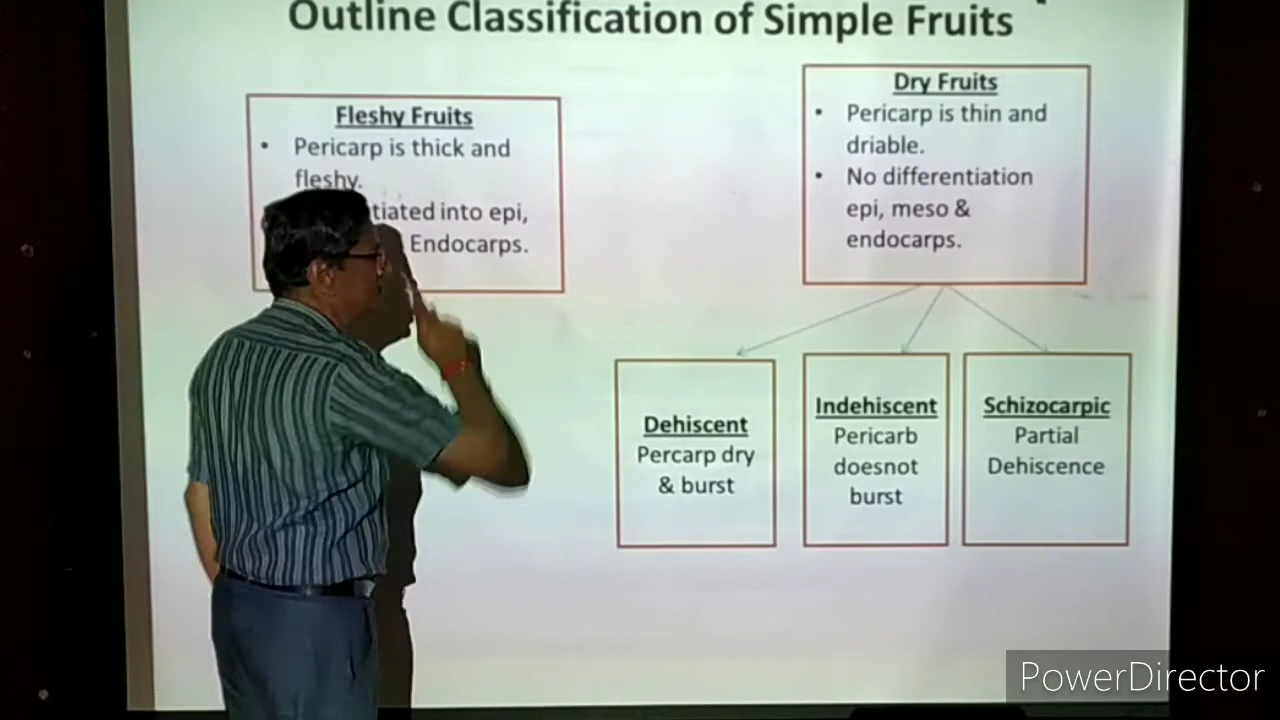 Outline Classification of Simple Fruits
Fleshy Fruits
• Pericarp is thick and
fleshy.
tiated into epi,
Endocarps.
Dry Fruits
• Pericarp is thin and
driable.
• No differentiation
epi, meso &
endocarps.
Dehiscent
Percarp dry
& burst
Indehiscent
Pericarb
doesnot
burst
Schizocarpic
Partial
Dehiscence
PowerDirector